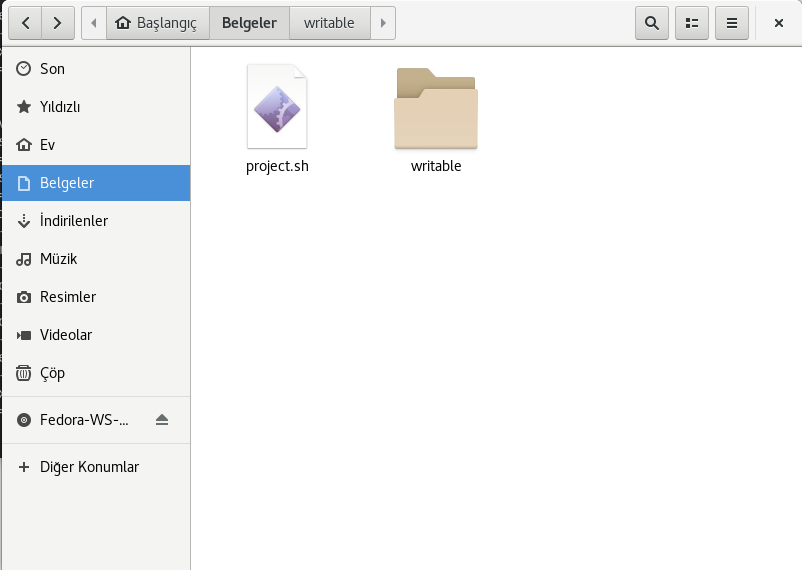 Başlangıç Belgeler writable
Son
Yıldızlı
Ev
Belgeler
İndirilenler
Müzik
Resimler
Videolar
Çöp
Fedora-WS-...
Diğer Konumlar
project.sh writable